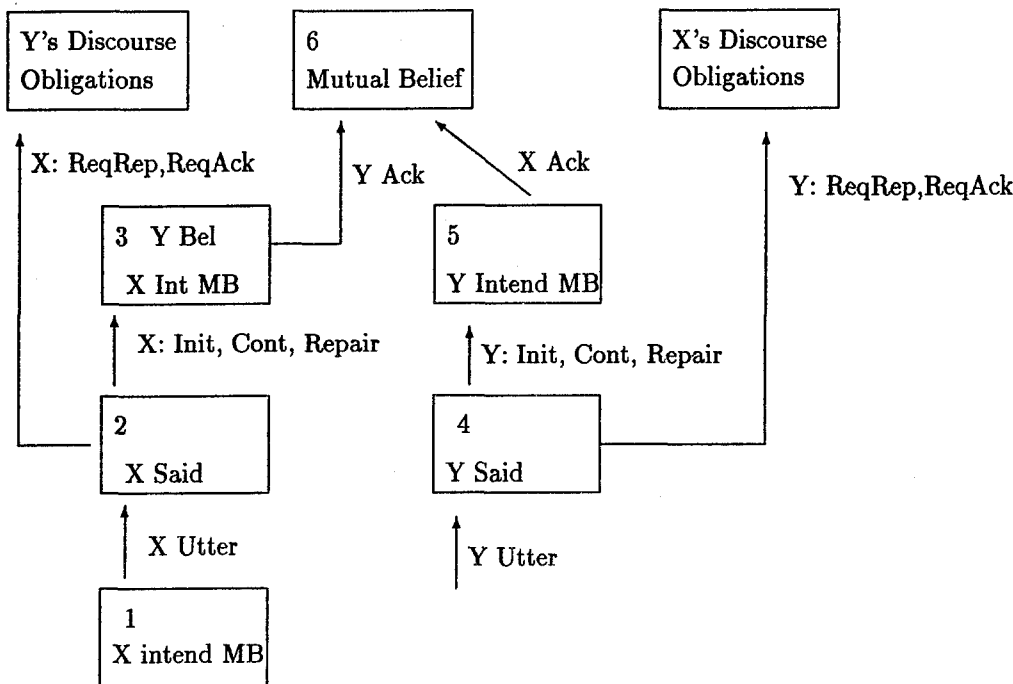 Y's Discourse
Obligations
6
Mutual Belief
X's Discourse
Obligations
X: ReqRep,ReqAck
Y Ack
X Ack
Y: ReqRep,ReqAck
3 Y Bel
X Int MB
5
Y Intend MB
X: Init, Cont, Repair
Y: Init, Cont, Repair
2
X Said
4
Y Said
X Utter
Y Utter
1
X intend MB